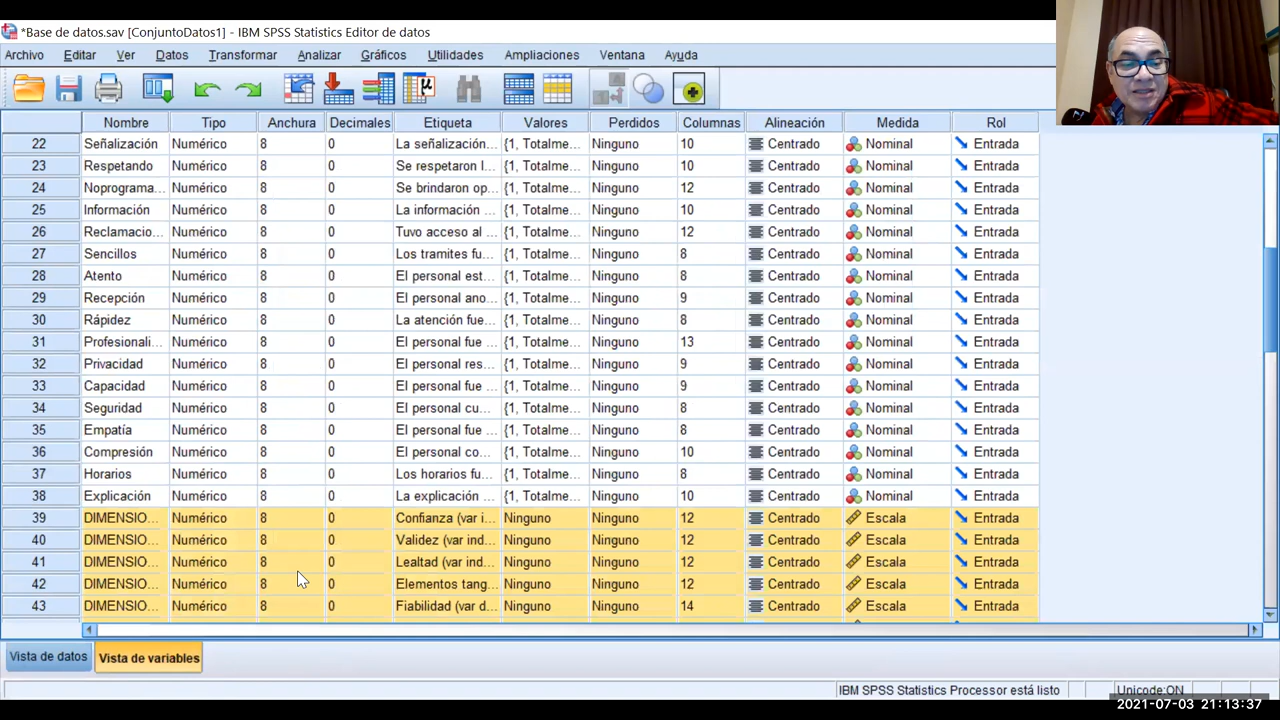 *Base de datos.sav [ConjuntoDatos1] - IBM SPSS Statistics Editor de datos
Archivo Editar Ver Datos Transformar Analizar Gráficos Utilidades Ampliaciones Ventana Ayuda
Nombre Tipo Anchura Decimales Etiqueta Valores Perdidos Columnas Alineación Medida Rol
22 Señalización Numérico 8 0 La señalización... {1, Totalme... Ninguno 10 Centrado Nominal Entrada
23 Respetando Numérico 8 0 Se respetaron l... {1, Totalme... Ninguno 10 Centrado Nominal Entrada
24 Noprograma... Numérico 8 0 Se brindaron op... {1, Totalme... Ninguno 12 Centrado Nominal Entrada
25 Información Numérico 8 0 La información ... {1, Totalme... Ninguno 10 Centrado Nominal Entrada
26 Reclamacio... Numérico 8 0 Tuvo acceso al ... {1, Totalme... Ninguno 12 Centrado Nominal Entrada
27 Sencillos Numérico 8 0 Los tramites fu... {1, Totalme... Ninguno 8 Centrado Nominal Entrada
28 Atento Numérico 8 0 El personal est... {1, Totalme... Ninguno 8 Centrado Nominal Entrada
29 Recepción Numérico 8 0 El personal ano... {1, Totalme... Ninguno 9 Centrado Nominal Entrada
30 Rápidez Numérico 8 0 La atención fue... {1, Totalme... Ninguno 8 Centrado Nominal Entrada
31 Profesionali... Numérico 8 0 El personal fue ... {1, Totalme... Ninguno 13 Centrado Nominal Entrada
32 Privacidad Numérico 8 0 El personal res... {1, Totalme... Ninguno 9 Centrado Nominal Entrada
33 Capacidad Numérico 8 0 El personal fue ... {1, Totalme... Ninguno 9 Centrado Nominal Entrada
34 Seguridad Numérico 8 0 El personal cu... {1, Totalme... Ninguno 8 Centrado Nominal Entrada
35 Empatía Numérico 8 0 El personal fue ... {1, Totalme... Ninguno 8 Centrado Nominal Entrada
36 Compresión Numérico 8 0 El personal co... {1, Totalme... Ninguno 10 Centrado Nominal Entrada
37 Horarios Numérico 8 0 Los horarios fu... {1, Totalme... Ninguno 8 Centrado Nominal Entrada
38 Explicación Numérico 8 0 La explicación ... {1, Totalme... Ninguno 10 Centrado Nominal Entrada
39 DIMENSIO... Numérico 8 0 Confianza (var i... Ninguno Ninguno 12 Centrado Escala Entrada
40 DIMENSIO... Numérico 8 0 Validez (var ind... Ninguno Ninguno 12 Centrado Escala Entrada
41 DIMENSIO... Numérico 8 0 Lealtad (var ind... Ninguno Ninguno 12 Centrado Escala Entrada
42 DIMENSIO... Numérico 8 0 Elementos tang... Ninguno Ninguno 12 Centrado Escala Entrada
43 DIMENSIO... Numérico 8 0 Fiabilidad (var d... Ninguno Ninguno 14 Centrado Escala Entrada
Vista de datos Vista de variables
IBM SPSS Statistics Processor está listo Unicode:ON
2021-07-03 21:13:37